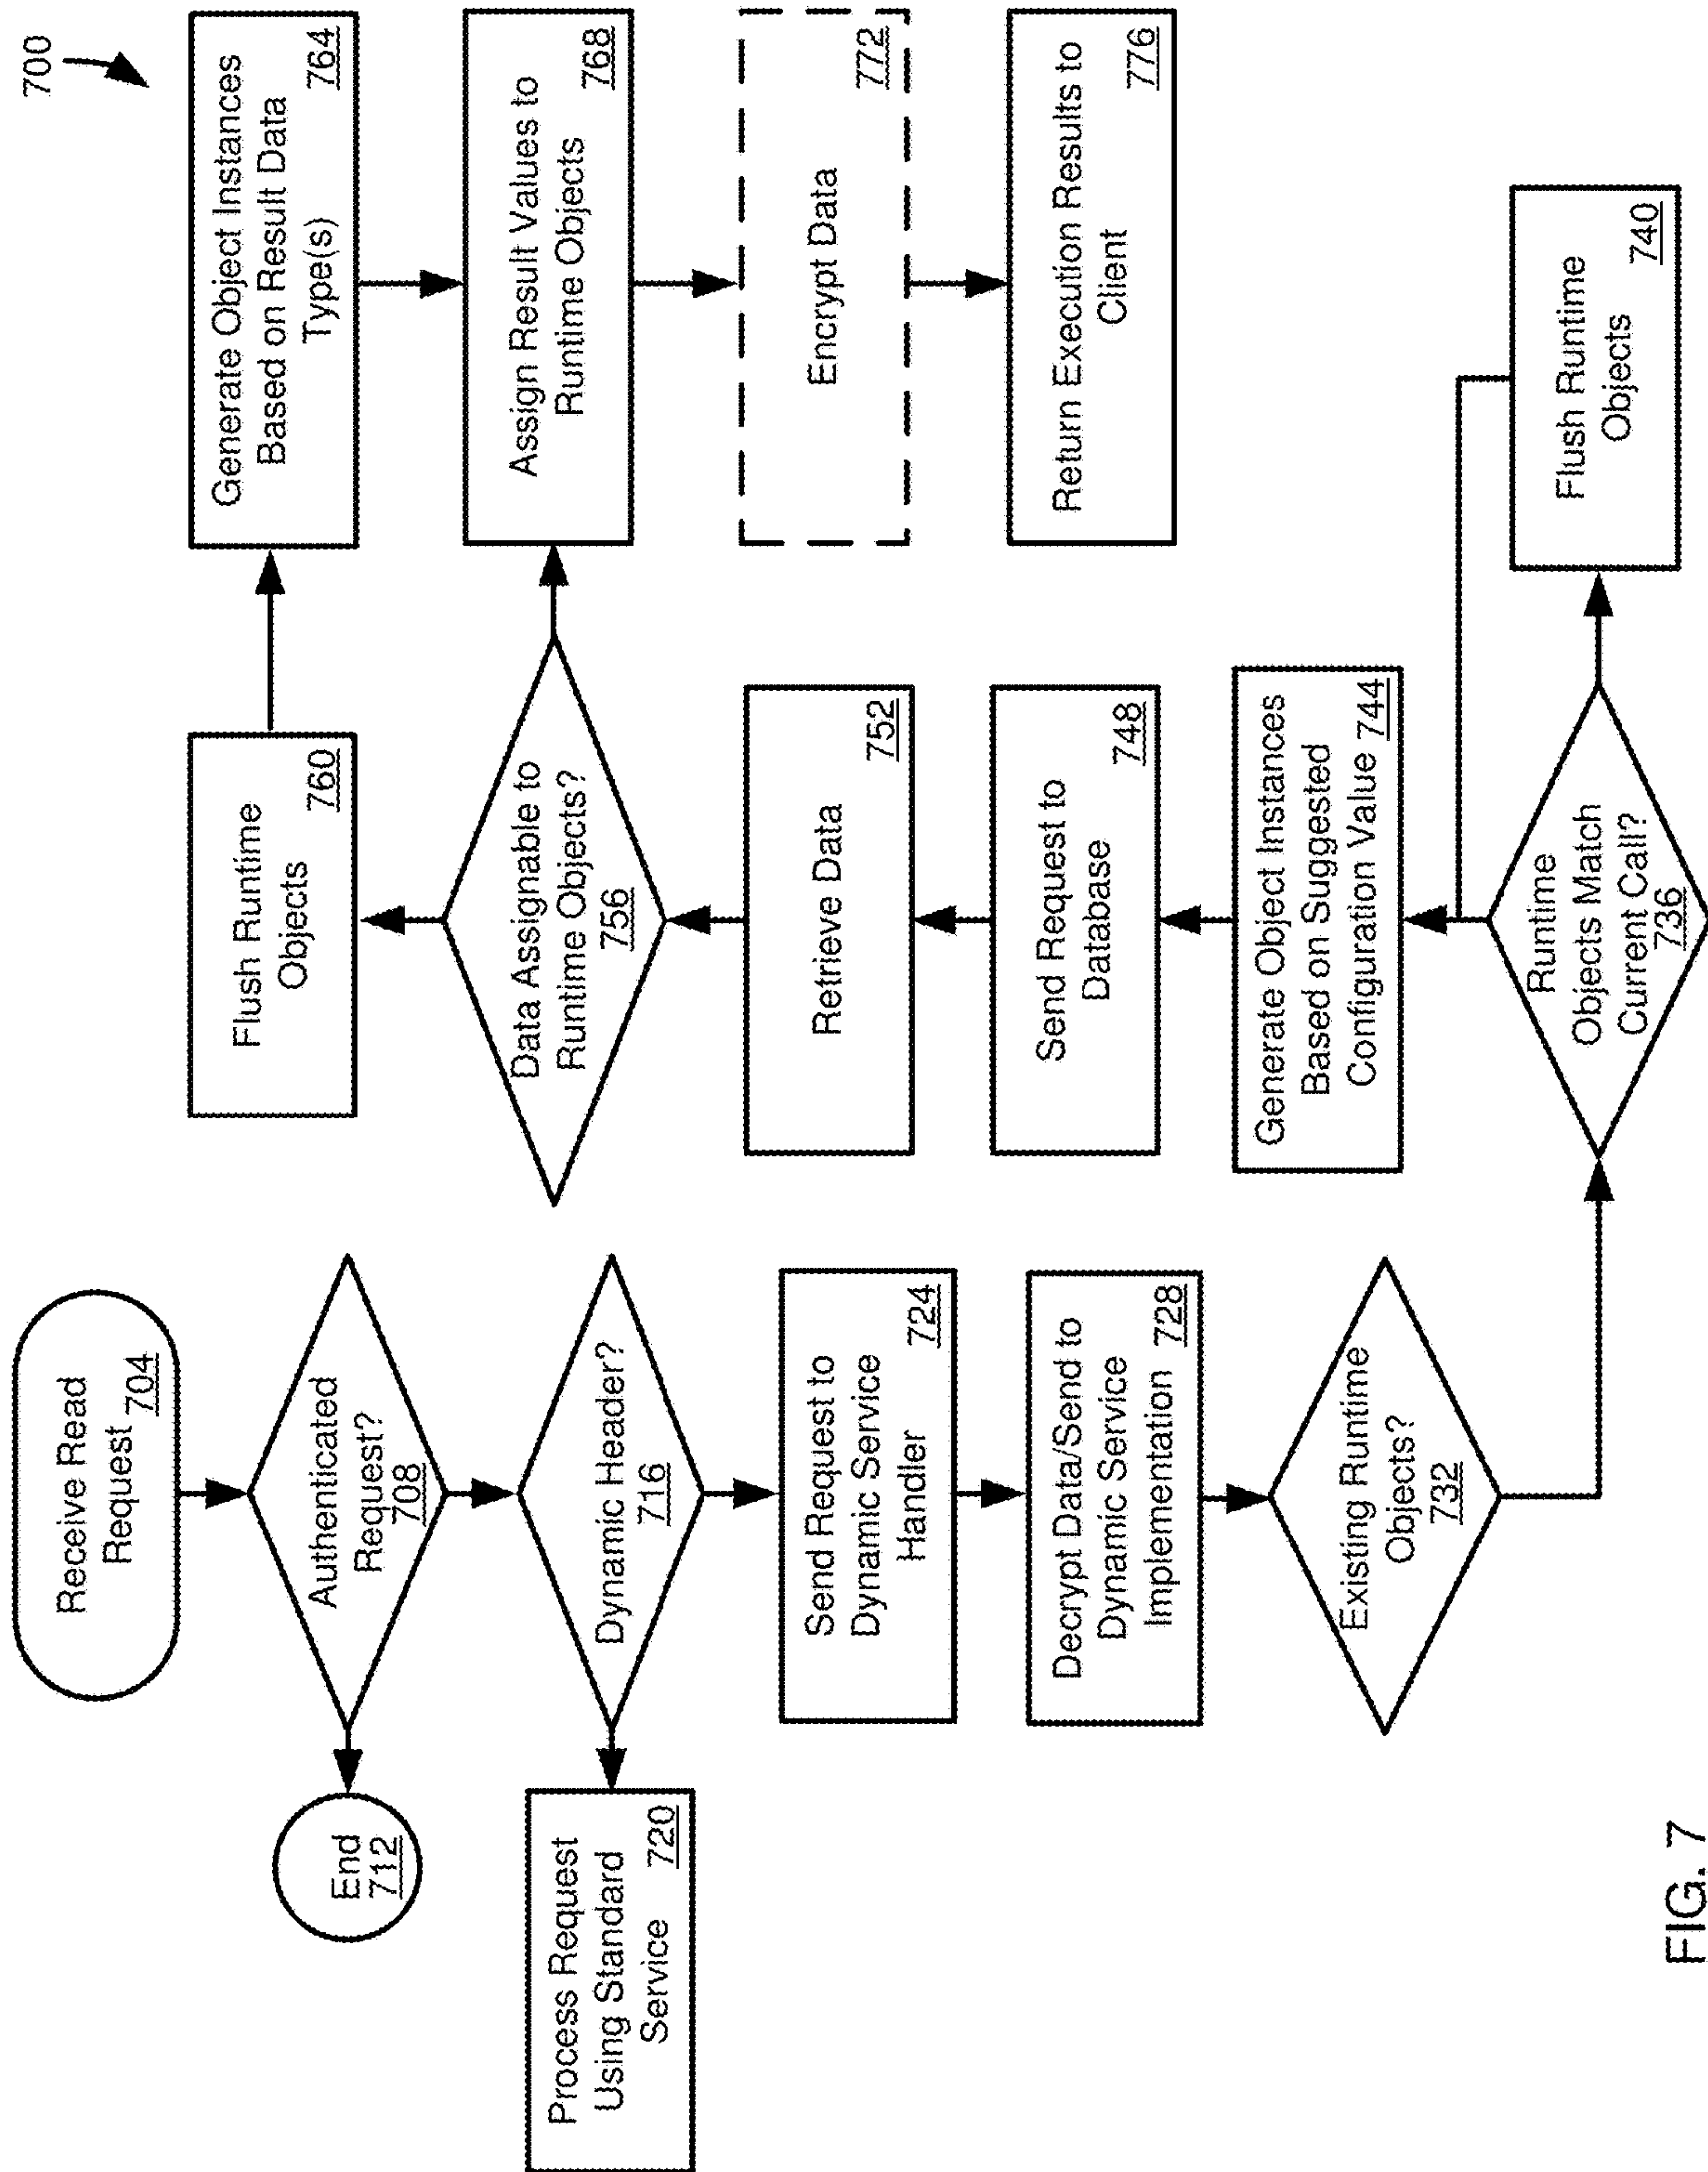 700
Receive Read
Request
704
Authenticated
Request?
708
End
712
Dynamic Header?
716
Process Request
Using Standard
Service
720
Send Request to
Dynamic Service
Handler
724
Decrypt Data/Send to
Dynamic Service
Implementation
728
Existing Runtime
Objects?
732
Runtime
Objects Match
Current Call?
736
Flush Runtime
Objects
740
Generate Object Instances
Based on Suggested
Configuration Value 744
Send Request to
Database
748
Retrieve Data
752
Data Assignable to
Runtime Objects?
756
Flush Runtime
Objects
760
Generate Object Instances
Based on Result Data
Type(s)
764
Assign Result Values to
Runtime Objects
768
Encrypt Data
772
Return Execution Results to
Client
776
FIG. 7